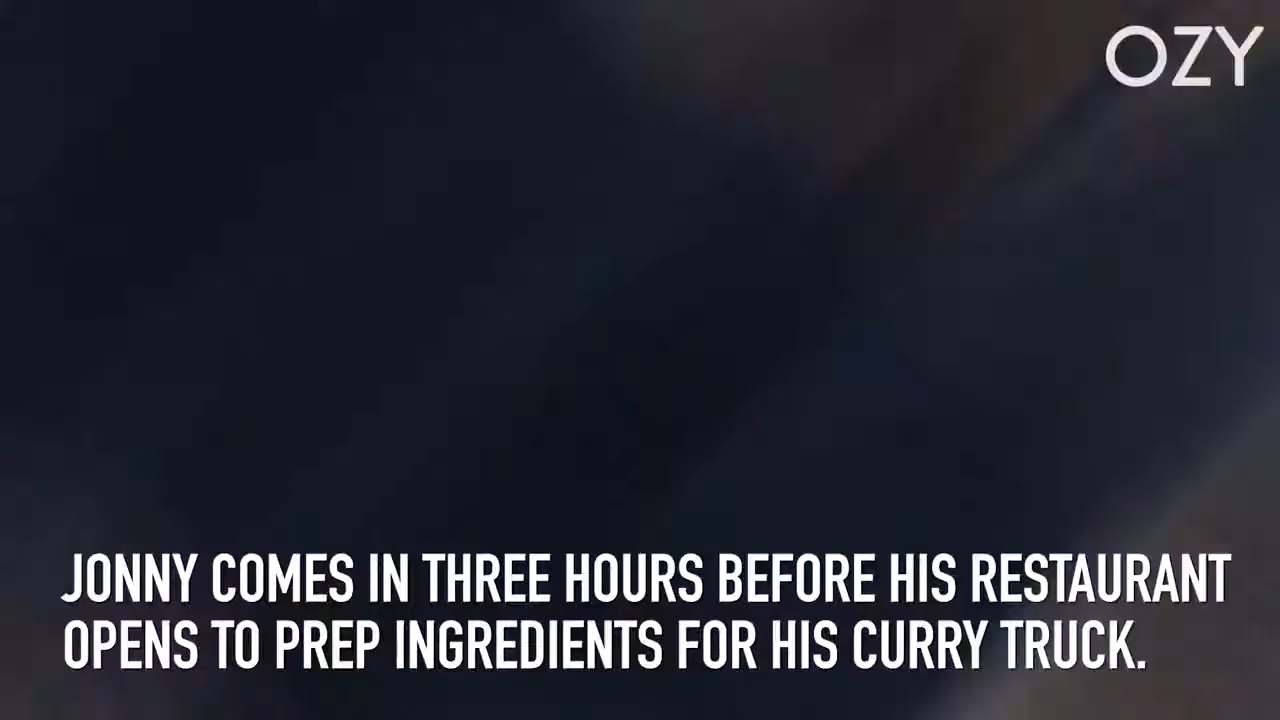 OZY
JONNY COMES IN THREE HOURS BEFORE HIS RESTAURANT
OPENS TO PREP INGREDIENTS FOR HIS CURRY TRUCK.